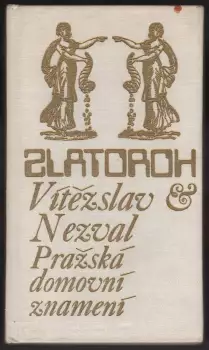 ZLATOROH
Vítězslav &
Nezval
Pražská
domovní
znamení